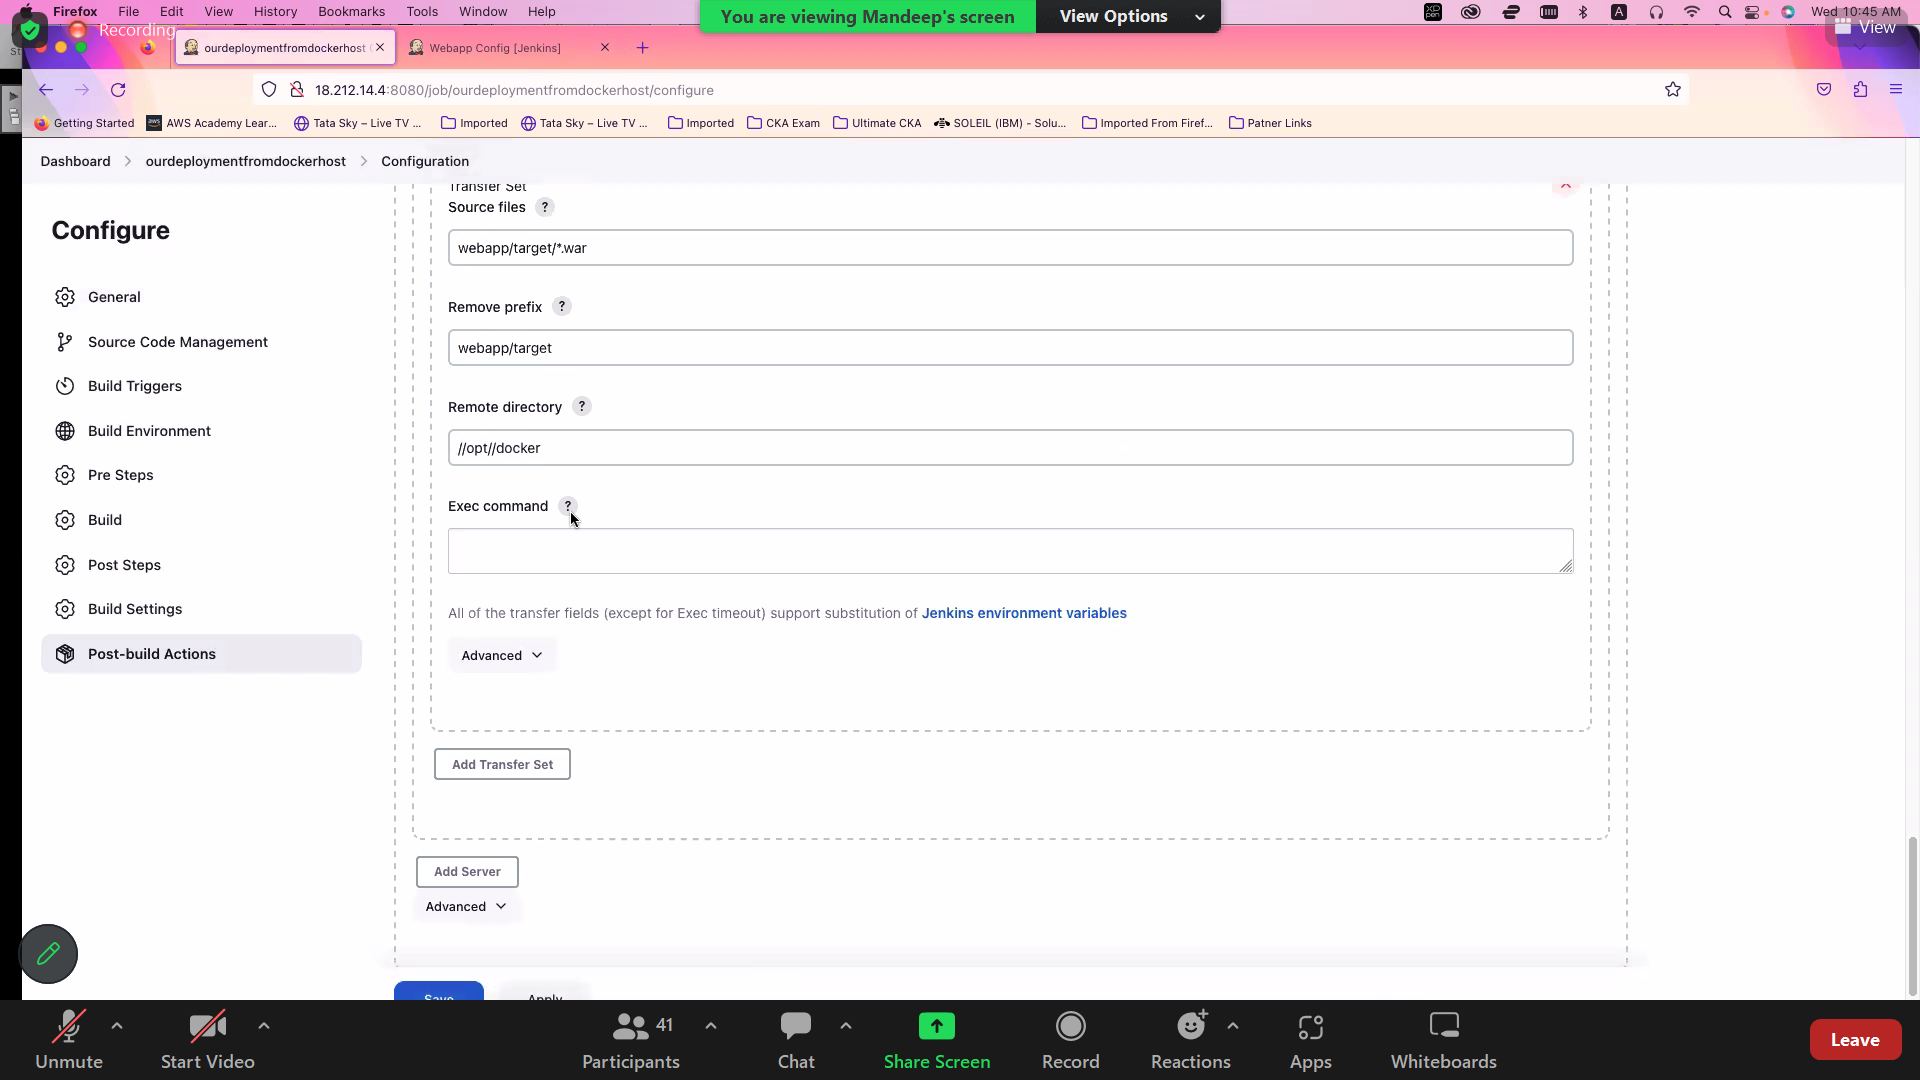 Firefox File Edit View History Bookmarks Tools Window Help
You are viewing Mandeep's screen View Options
A Wed 10:45 AM
Recording
View
ourdeploymentfromdockerhost
Webapp Config [Jenkins]
18.212.14.4:8080/job/ourdeploymentfromdockerhost/configure
Getting Started
aws AWS Academy Lear...
Tata Sky – Live TV ...
Imported
Tata Sky – Live TV ...
Imported
CKA Exam
Ultimate CKA
SOLEIL (IBM) - Solu...
Imported From Firef...
Patner Links
Dashboard > ourdeploymentfromdockerhost > Configuration
Configure
General
Source Code Management
Build Triggers
Build Environment
Pre Steps
Build
Post Steps
Build Settings
Post-build Actions
Transfer Set
Source files ?
webapp/target/*.war
Remove prefix ?
webapp/target
Remote directory ?
//opt//docker
Exec command ?
All of the transfer fields (except for Exec timeout) support substitution of Jenkins environment variables
Advanced
Add Transfer Set
Add Server
Advanced
Save
Apply
Unmute
Start Video
41
Participants
Chat
Share Screen
Record
Reactions
Apps
Whiteboards
Leave